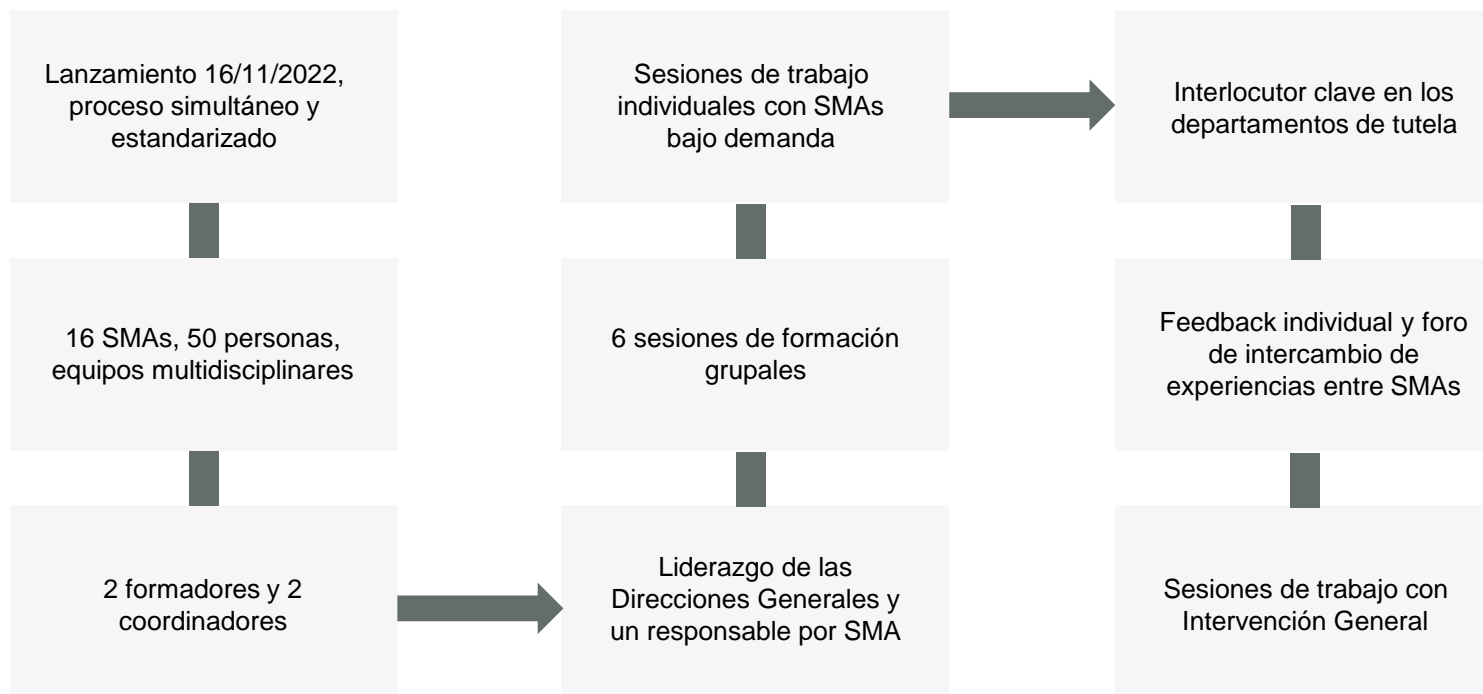 Lanzamiento 16/11/2022,
proceso simultáneo y
estandarizado
16 SMAs, 50 personas,
equipos multidisciplinares
2 formadores y 2
coordinadores
Liderazgo de las
Direcciones Generales y
un responsable por SMA
6 sesiones de formación
grupales
Sesiones de trabajo
individuales con SMAs
bajo demanda
Interlocutor clave en los
departamentos de tutela
Feedback individual y foro
de intercambio de
experiencias entre SMAs
Sesiones de trabajo con
Intervención General